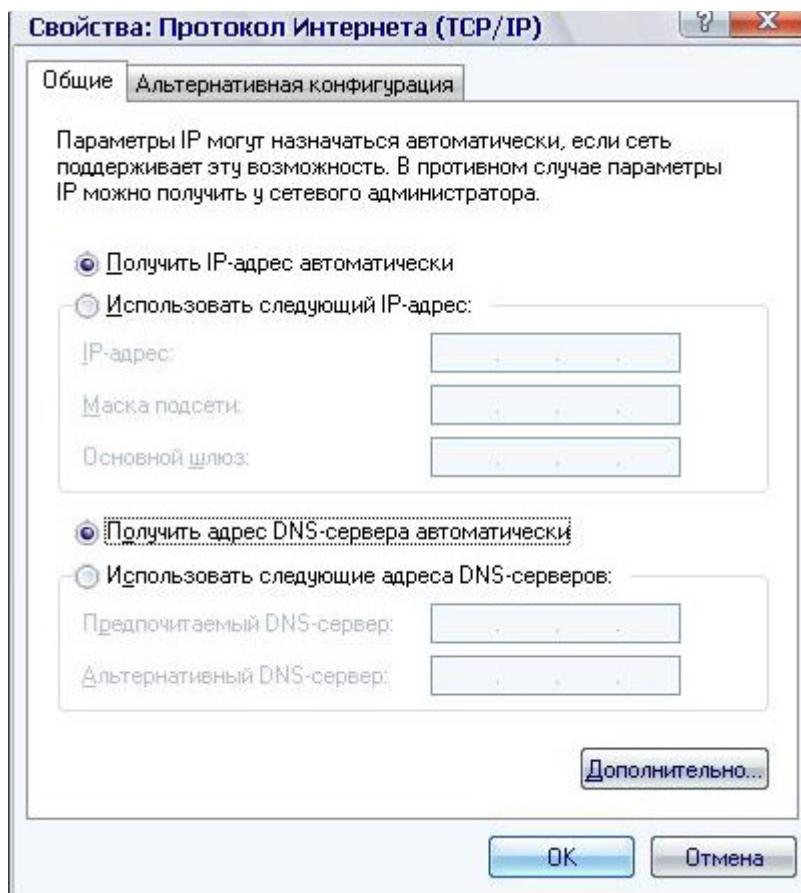 Свойства: Протокол Интернета (TCP/IP)
Общие
Альтернативная конфигурация
Параметры IP могут назначаться автоматически, если сеть
поддерживает эту возможность. В противном случае параметры
IP можно получить у сетевого администратора.
Получить IP-адрес автоматически
Использовать следующий IP-адрес:
IP-адрес:
Маска подсети:
Основной шлюз:
Получить адрес DNS-сервера автоматически
Использовать следующие адреса DNS-серверов:
Предпочитаемый DNS-сервер:
Альтернативный DNS-сервер:
Дополнительно...
OK
Отмена